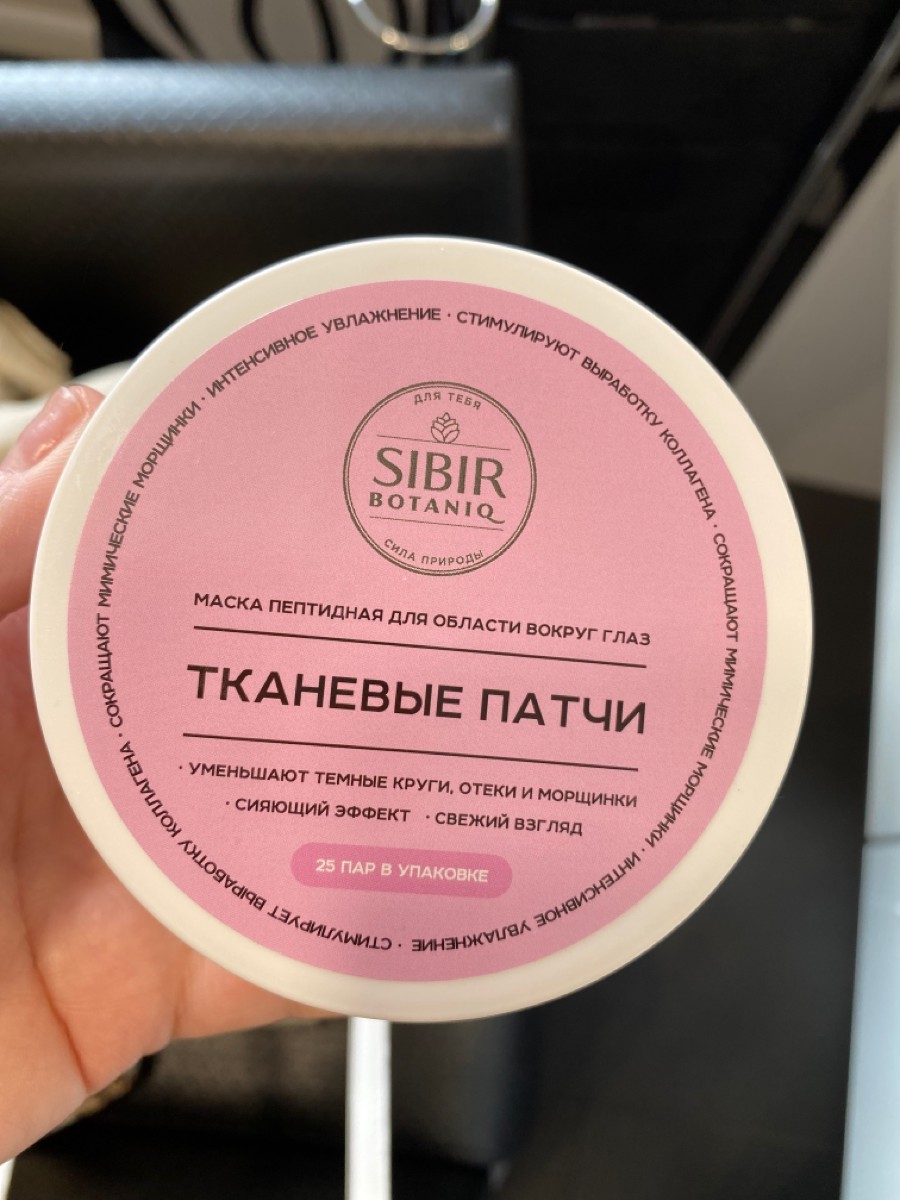 ИНТЕНСИВНОЕ УВЛАЖНЕНИЕ · СТИМУЛИРУЮТ ВЫРАБОТКУ КОЛЛАГЕНА · СОКРАЩАЮТ МИМИЧЕСКИЕ МОРЩИНКИ · ИНТЕНСИВНОЕ УВЛАЖНЕНИЕ · СТИМУЛИРУЕТ ВЫРАБОТКУ КОЛЛАГЕНА · СОКРАЩАЮТ МИМИЧЕСКИЕ МОРЩИНКИ ·
ДЛЯ ТЕБЯ
SIBIR
BOTANIQ
СИЛА ПРИРОДЫ
МАСКА ПЕПТИДНАЯ ДЛЯ ОБЛАСТИ ВОКРУГ ГЛАЗ
ТКАНЕВЫЕ ПАТЧИ
· УМЕНЬШАЮТ ТЕМНЫЕ КРУГИ, ОТЕКИ И МОРЩИНКИ
· СИЯЮЩИЙ ЭФФЕКТ · СВЕЖИЙ ВЗГЛЯД
25 ПАР В УПАКОВКЕ